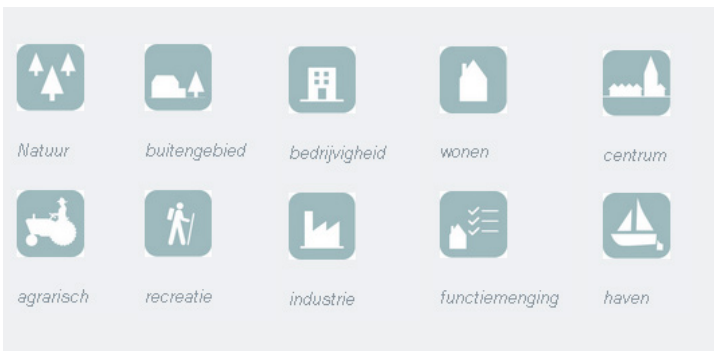 Natuur
buitengebied
bedrijvigheid
wonen
centrum
agrarisch
recreatie
industrie
functiemenging
haven